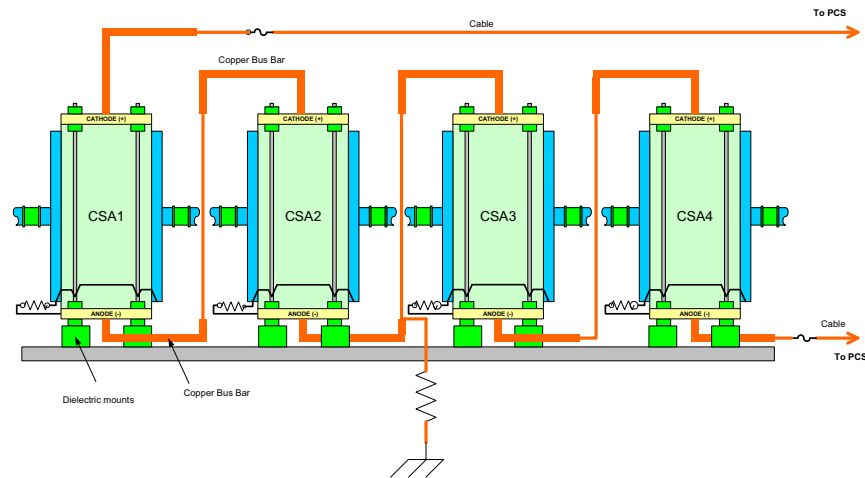 To PCS
Cable
Copper Bus Bar
CATHODE (+)
CATHODE (+)
CATHODE (+)
CATHODE (+)
CSA1
CSA2
CSA3
CSA4
ANODE (-)
ANODE (-)
ANODE (-)
ANODE (-)
Cable
To PCS
Copper Bus Bar
Dielectric mounts